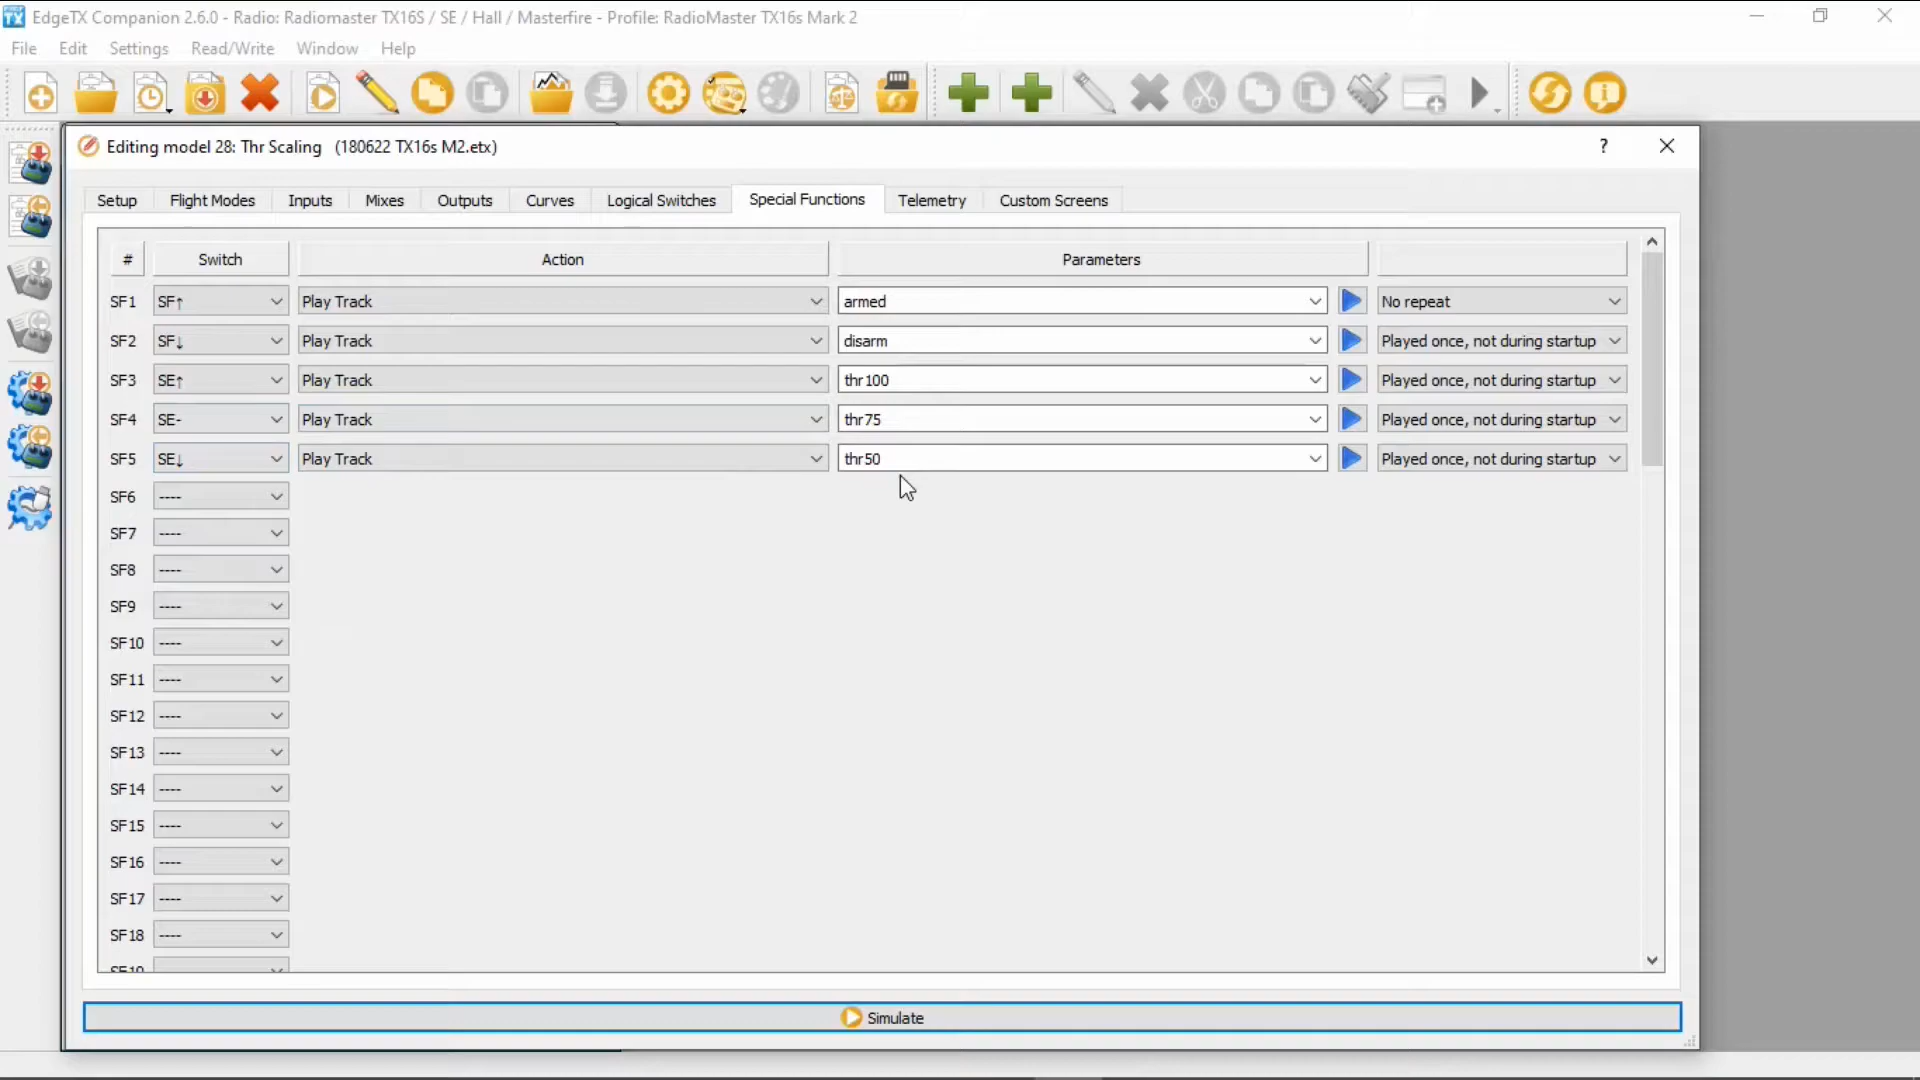 EdgeTX Companion 2.6.0 - Radio: Radiomaster TX16S / SE / Hall / Masterfire - Profile: RadioMaster TX16s Mark 2
File Edit Settings Read/Write Window Help
Editing model 28: Thr Scaling (180622 TX16s M2.etx) ?
Setup Flight Modes Inputs Mixes Outputs Curves Logical Switches Special Functions Telemetry Custom Screens
# Switch Action Parameters
SF1 SF↑ Play Track armed No repeat
SF2 SF↓ Play Track disarm Played once, not during startup
SF3 SE↑ Play Track thr100 Played once, not during startup
SF4 SE- Play Track thr75 Played once, not during startup
SF5 SE↓ Play Track thr50 Played once, not during startup
SF6 ----
SF7 ----
SF8 ----
SF9 ----
SF10 ----
SF11 ----
SF12 ----
SF13 ----
SF14 ----
SF15 ----
SF16 ----
SF17 ----
SF18 ----
SF19
Simulate